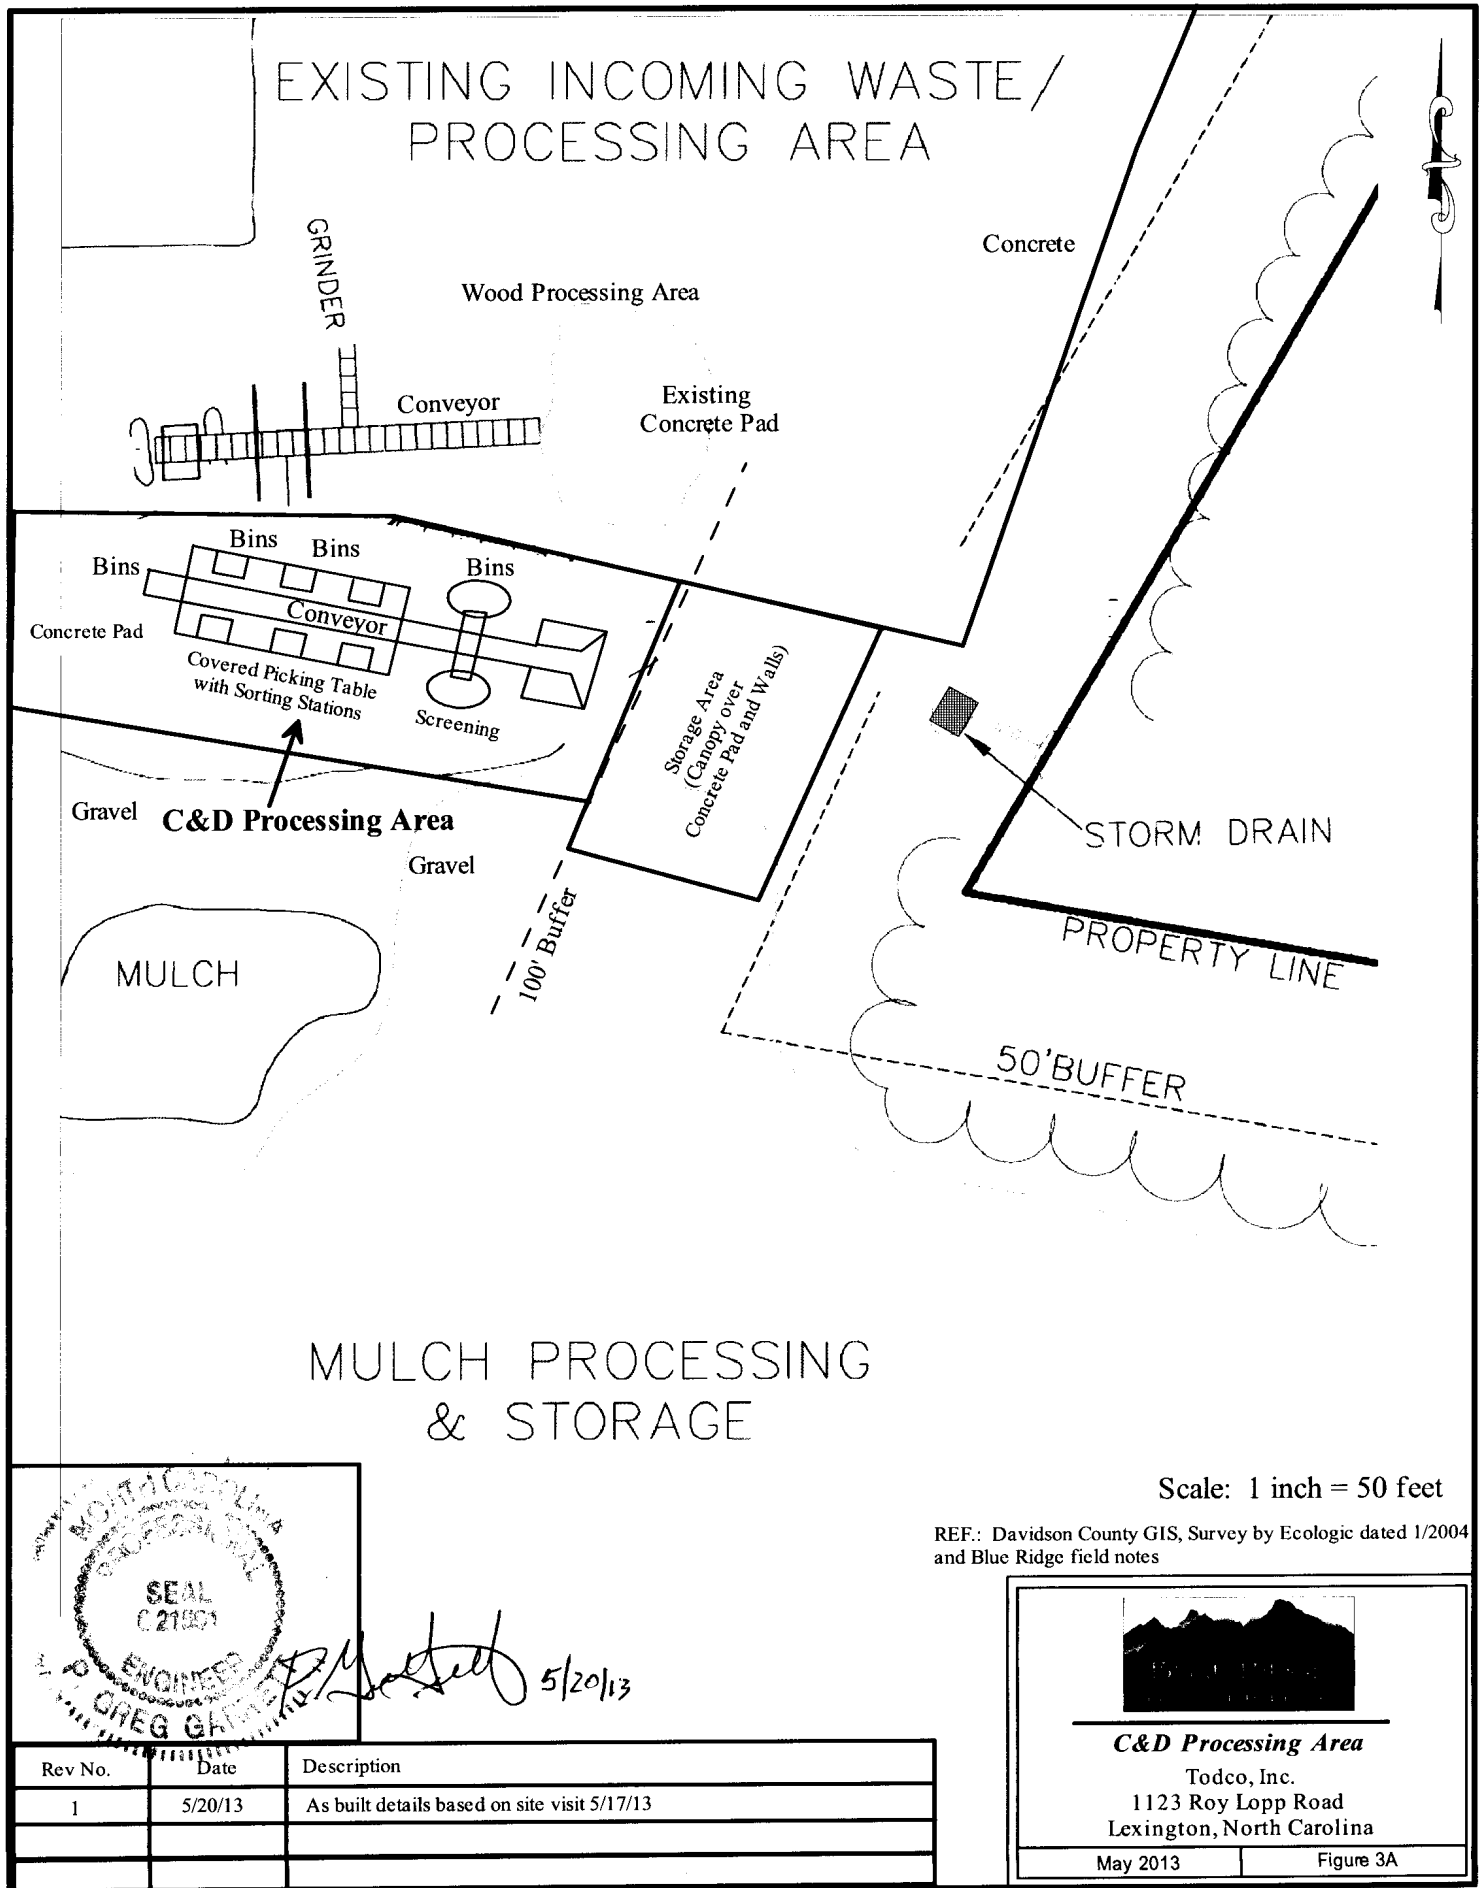 EXISTING INCOMING WASTE/
PROCESSING AREA
GRINDER
Concrete
Wood Processing Area
Conveyor
Existing
Concrete Pad
Bins
Bins
Bins
Bins
Conveyor
Concrete Pad
Covered Picking Table
with Sorting Stations
Screening
Storage Area
(Canopy over
Concrete Pad and Walls)
Gravel
C&D Processing Area
Gravel
STORM DRAIN
100' Buffer
PROPERTY LINE
MULCH
50'BUFFER
MULCH PROCESSING
& STORAGE
Scale: 1 inch = 50 feet
REF.: Davidson County GIS, Survey by Ecologic dated 1/2004
and Blue Ridge field notes
NORTH CAROLINA
PROFESSIONAL
SEAL
ENGINEER
P. GREG
5/20/13
Rev No. Date Description
1 5/20/13 As built details based on site visit 5/17/13
C&D Processing Area
Todco, Inc.
1123 Roy Lopp Road
Lexington, North Carolina
May 2013 Figure 3A